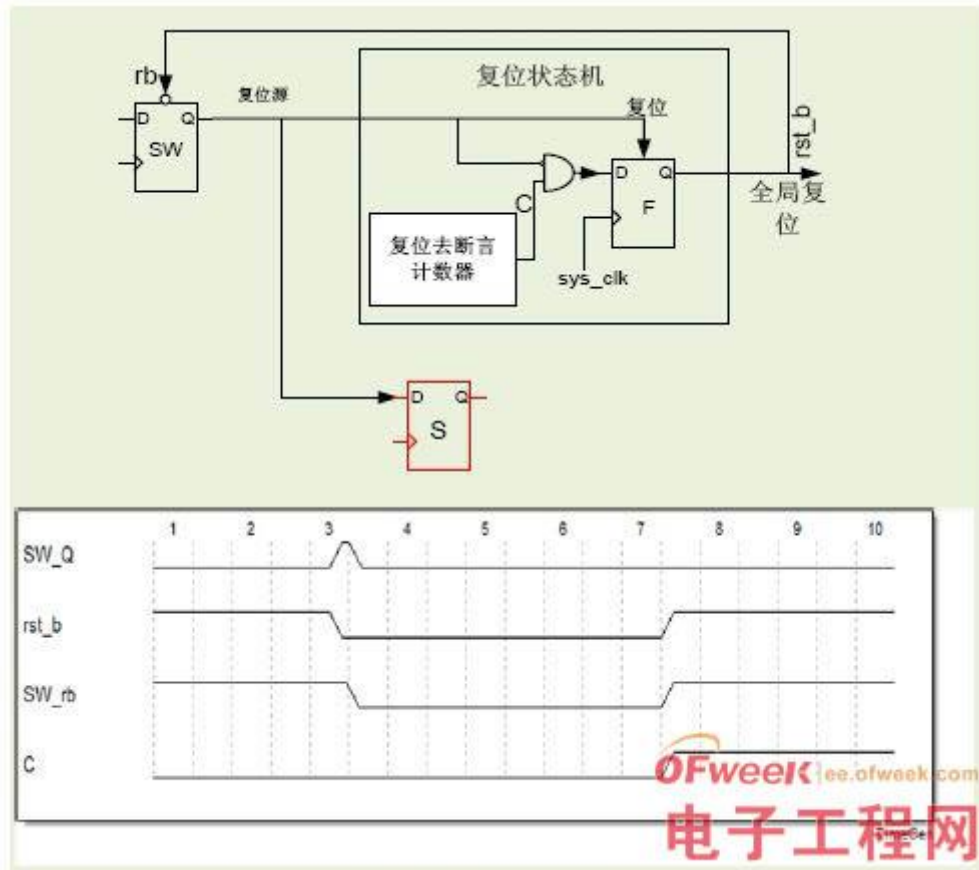 rb
复位源
复位状态机
复位
D Q
SW
C
D Q
F
rst_b
全局复
位
复位去断言
计数器
sys_clk
D Q
S
1 2 3 4 5 6 7 8 9 10
SW_Q
rst_b
SW_rb
C
OFweek ee.ofweek.com
电子工程网